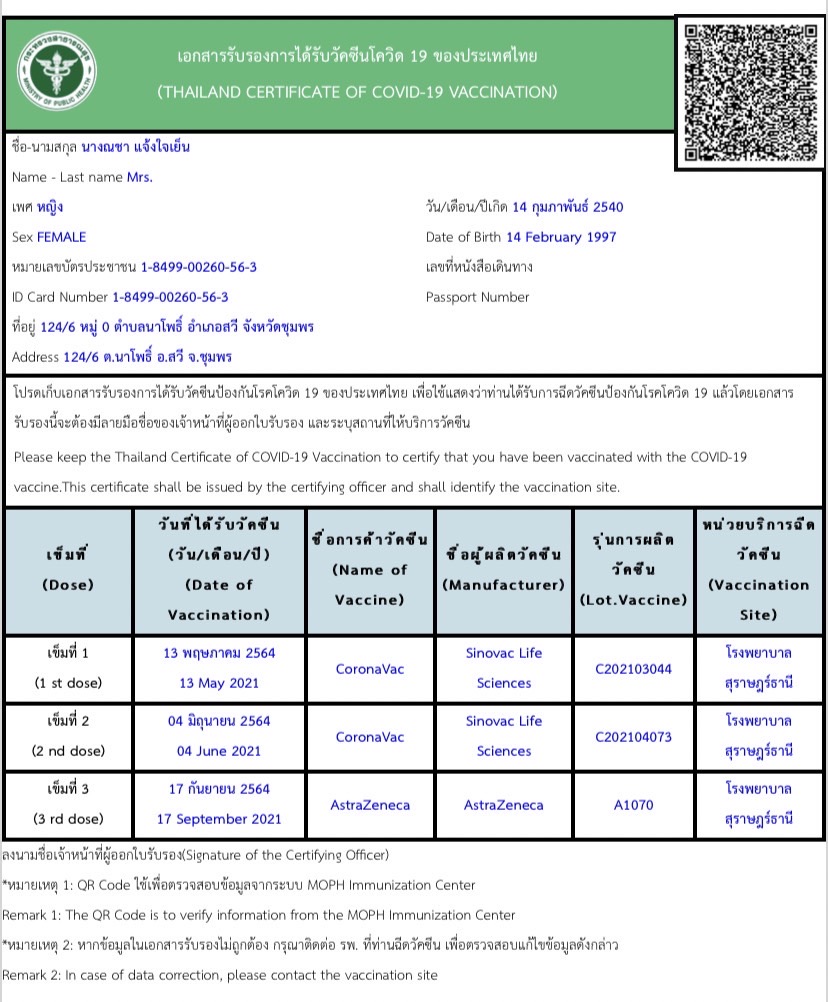 กระทรวงสาธารณสุข
MINISTRY OF PUBLIC HEALTH
เอกสารรับรองการได้รับวัคซีนโควิด 19 ของประเทศไทย
(THAILAND CERTIFICATE OF COVID-19 VACCINATION)
ชื่อ-นามสกุล นางณชา แจ้งใจเย็น
Name - Last name Mrs.
เพศ หญิง วัน/เดือน/ปีเกิด 14 กุมภาพันธ์ 2540
Sex FEMALE Date of Birth 14 February 1997
หมายเลขบัตรประชาชน 1-8499-00260-56-3 เลขที่หนังสือเดินทาง
ID Card Number 1-8499-00260-56-3 Passport Number
ที่อยู่ 124/6 หมู่ 0 ตำบลนาโพธิ์ อำเภอสวี จังหวัดชุมพร
Address 124/6 ต.นาโพธิ์ อ.สวี จ.ชุมพร
โปรดเก็บเอกสารรับรองการได้รับวัคซีนป้องกันโรคโควิด 19 ของประเทศไทย เพื่อใช้แสดงว่าท่านได้รับการฉีดวัคซีนป้องกันโรคโควิด 19 แล้วโดยเอกสาร
รับรองนี้จะต้องมีลายมือชื่อของเจ้าหน้าที่ผู้ออกใบรับรอง และระบุสถานที่ให้บริการวัคซีน
Please keep the Thailand Certificate of COVID-19 Vaccination to certify that you have been vaccinated with the COVID-19
vaccine.This certificate shall be issued by the certifying officer and shall identify the vaccination site.
เข็มที่
(Dose)
วันที่ได้รับวัคซีน
(วัน/เดือน/ปี)
(Date of
Vaccination)
ชื่อการค้าวัคซีน
(Name of
Vaccine)
ชื่อผู้ผลิตวัคซีน
(Manufacturer)
รุ่นการผลิต
วัคซีน
(Lot.Vaccine)
หน่วยบริการฉีด
วัคซีน
(Vaccination
Site)
เข็มที่ 1
(1 st dose)
13 พฤษภาคม 2564
13 May 2021
CoronaVac
Sinovac Life
Sciences
C202103044
โรงพยาบาล
สุราษฎร์ธานี
เข็มที่ 2
(2 nd dose)
04 มิถุนายน 2564
04 June 2021
CoronaVac
Sinovac Life
Sciences
C202104073
โรงพยาบาล
สุราษฎร์ธานี
เข็มที่ 3
(3 rd dose)
17 กันยายน 2564
17 September 2021
AstraZeneca
AstraZeneca
A1070
โรงพยาบาล
สุราษฎร์ธานี
ลงนามชื่อเจ้าหน้าที่ผู้ออกใบรับรอง(Signature of the Certifying Officer)
*หมายเหตุ 1: QR Code ใช้เพื่อตรวจสอบข้อมูลจากระบบ MOPH Immunization Center
Remark 1: The QR Code is to verify information from the MOPH Immunization Center
*หมายเหตุ 2: หากข้อมูลในเอกสารรับรองไม่ถูกต้อง กรุณาติดต่อ รพ. ที่ท่านฉีดวัคซีน เพื่อตรวจสอบแก้ไขข้อมูลดังกล่าว
Remark 2: In case of data correction, please contact the vaccination site